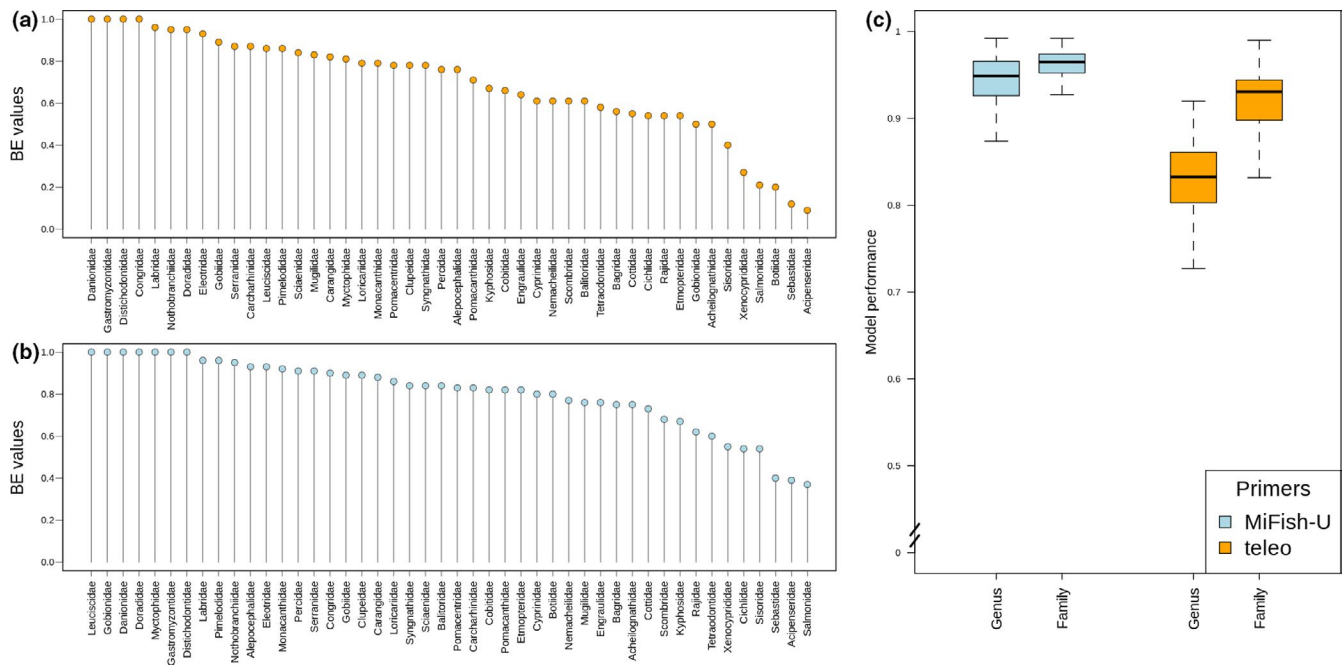 (a)
BE values
1.0
0.8
0.6
0.4
0.2
0.0
Danionidae
Gastromyzontidae
Distichodontidae
Congridae
Labridae
Nothobranchiidae
Doradidae
Eleotridae
Gobiidae
Serranidae
Carcharhinidae
Leuciscidae
Pimelodidae
Sciaenidae
Mugilidae
Carangidae
Myctophidae
Loricariidae
Monacanthidae
Pomacentridae
Clupeidae
Syngnathidae
Percidae
Alepocephalidae
Pomacanthidae
Kyphosidae
Cobitidae
Engraulidae
Cyprinidae
Nemacheilidae
Scombridae
Balitoridae
Tetraodontidae
Bagridae
Cottidae
Cichlidae
Rajidae
Etmopteridae
Gobionidae
Acheilognathidae
Sisoridae
Xenocyprididae
Salmonidae
Botiidae
Sebastidae
Acipenseridae
(b)
BE values
1.0
0.8
0.6
0.4
0.2
0.0
Leuciscidae
Gobionidae
Danionidae
Doradidae
Myctophidae
Gastromyzontidae
Distichodontidae
Labridae
Pimelodidae
Nothobranchiidae
Alepocephalidae
Eleotridae
Monacanthidae
Percidae
Serranidae
Congridae
Gobiidae
Clupeidae
Carangidae
Loricariidae
Syngnathidae
Sciaenidae
Balitoridae
Pomacentridae
Carcharhinidae
Cobitidae
Pomacanthidae
Etmopteridae
Cyprinidae
Botiidae
Nemacheilidae
Mugilidae
Engraulidae
Bagridae
Acheilognathidae
Cottidae
Scombridae
Kyphosidae
Rajidae
Tetraodontidae
Xenocyprididae
Cichlidae
Sisoridae
Sebastidae
Acipenseridae
Salmonidae
(c)
Model performance
1
0.9
0.8
0.7
0.6
0.5
0
Genus
Family
Genus
Family
Primers
MiFish-U
teleo